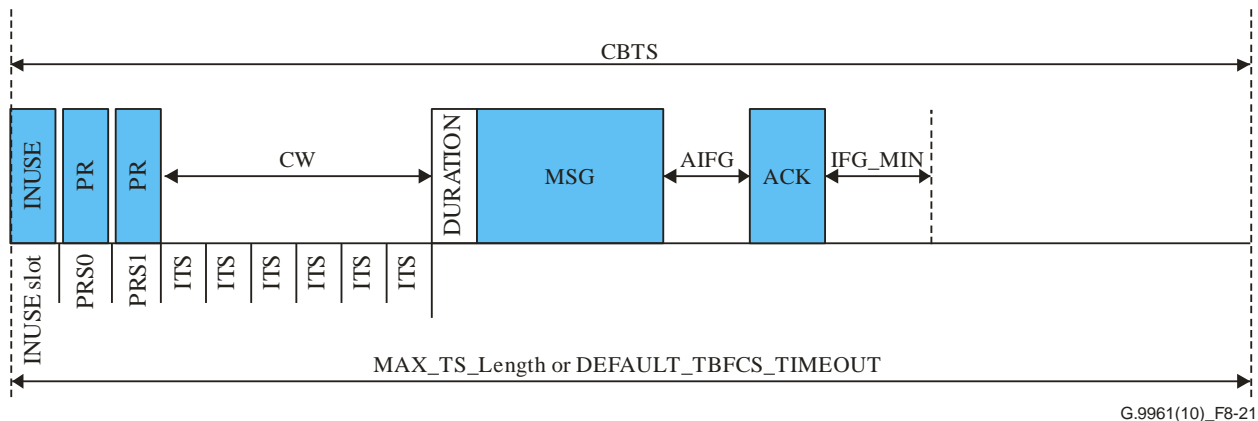 CBTS
INUSE
PR
PR
CW
DURATION
MSG
AIFG
ACK
IFG_MIN
INUSE slot
PRS0
PRS1
ITS
ITS
ITS
ITS
ITS
ITS
MAX_TS_Length or DEFAULT_TBFCS_TIMEOUT
G.9961(10)_F8-21